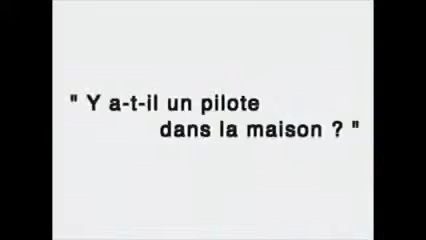 " Y a-t-il un pilote
dans la maison ? "